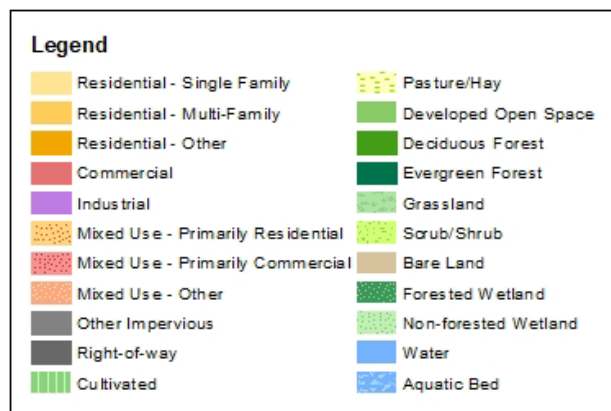 Legend
Residential - Single Family
Residential - Multi-Family
Residential - Other
Commercial
Industrial
Mixed Use - Primarily Residential
Mixed Use - Primarily Commercial
Mixed Use - Other
Other Impervious
Right-of-way
Cultivated
Pasture/Hay
Developed Open Space
Deciduous Forest
Evergreen Forest
Grassland
Scrub/Shrub
Bare Land
Forested Wetland
Non-forested Wetland
Water
Aquatic Bed